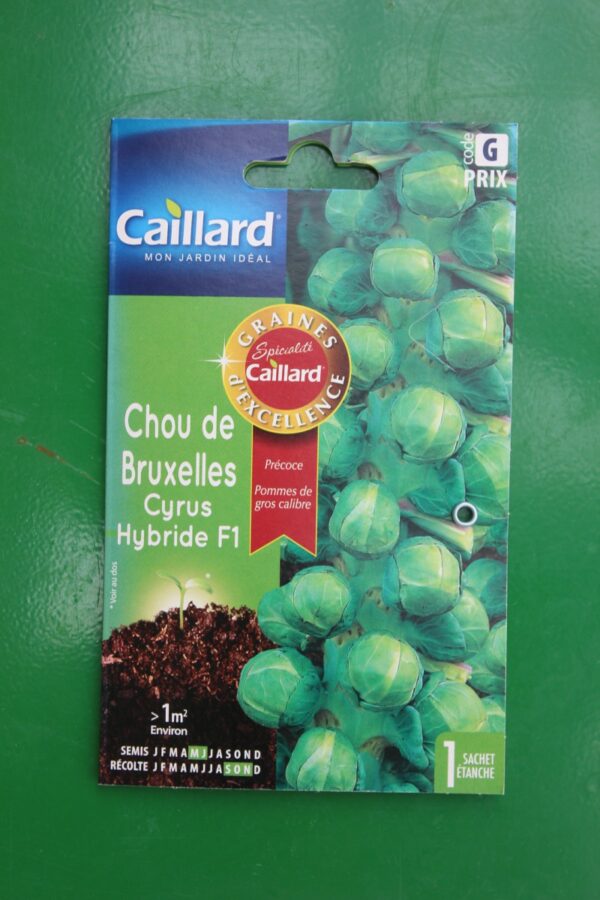 code
G
PRIX
Caillard
MON JARDIN IDÉAL
GRAINES
Spécialité
Caillard
d'EXCELLENCE
Précoce
Pommes de
gros calibre
Chou de
Bruxelles
Cyrus
Hybride F1
* Voir au dos
>1m²
Environ
SEMIS J F M A M J J A S O N D
RÉCOLTE J F M A M J J A S O N D
1 SACHET
ÉTANCHE